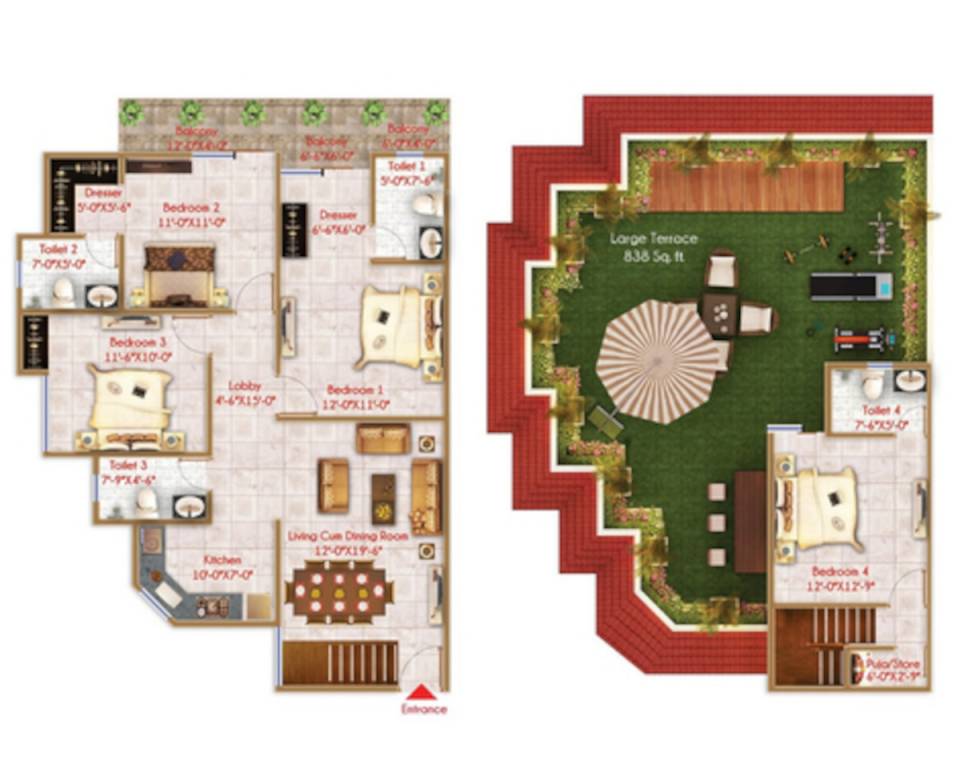 Balcony
12'-0"X4'-0"
Balcony
6'-6"X6'-0"
Balcony
6'-0"X4'-0"
Toilet 1
5'-0"X7'-6"
Dresser
5'-0"X5'-6"
Bedroom 2
11'-0"X11'-0"
Dresser
6'-6"X6'-0"
Toilet 2
7'-0"X5'-0"
Bedroom 3
11'-6"X10'-0"
Lobby
4'-6"X15'-0"
Bedroom 1
12'-0"X11'-0"
Toilet 3
7'-9"X4'-6"
Kitchen
10'-0"X7'-0"
Living Cum Dining Room
12'-0"X19'-6"
Entrance
Large Terrace
838 Sq. ft.
Toilet 4
7'-6"X5'-0"
Bedroom 4
12'-0"X12'-9"
Puja/Store
6'-0"X2'-9"